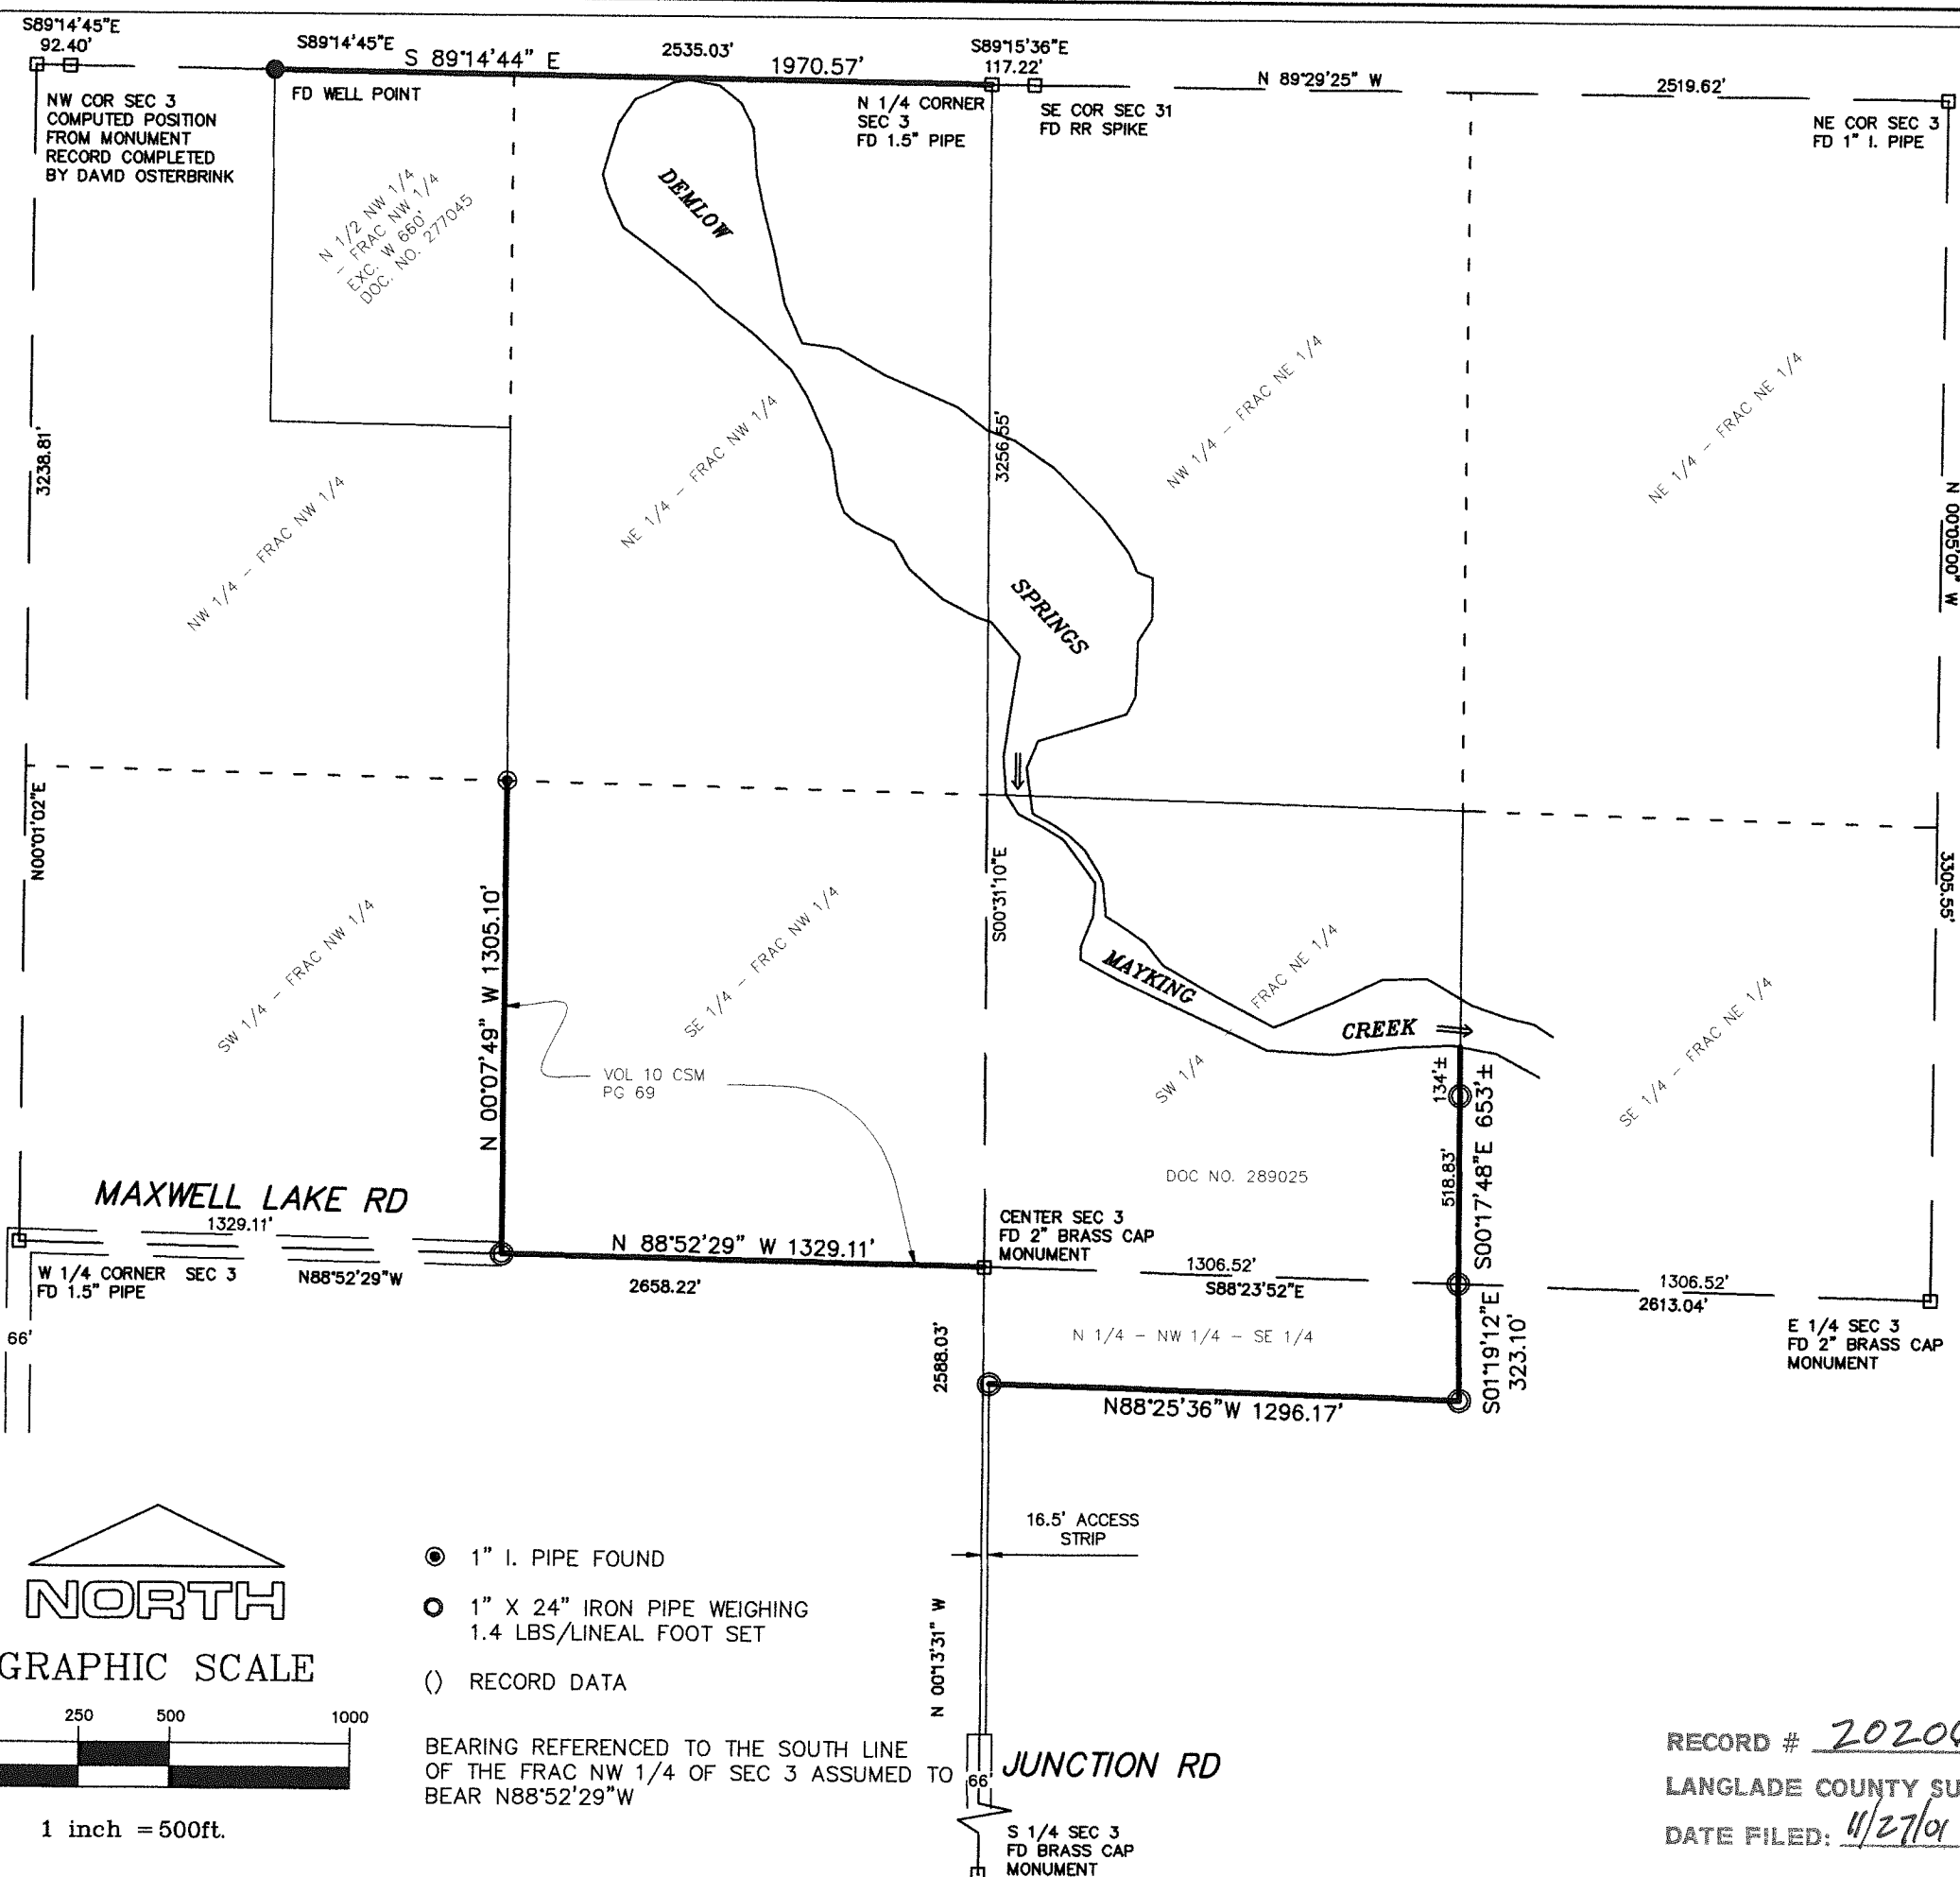 S89°14'45"E
92.40'
S89°14'45"E
S 89°14'44" E
2535.03'
1970.57'
S89°15'36"E
117.22'
N 89°29'25" W
2519.62'
NW COR SEC 3
COMPUTED POSITION
FROM MONUMENT
RECORD COMPLETED
BY DAVID OSTERBRINK
FD WELL POINT
N 1/4 CORNER
SEC 3
FD 1.5" PIPE
SE COR SEC 31
FD RR SPIKE
NE COR SEC 3
FD 1" I. PIPE
N 1/2 NW 1/4
- FRAC NW 1/4
EXC. W 660'
DOC. NO. 277045
DEMLOW
SPRINGS
3238.81'
3256.55'
N 00°05'00" W
NW 1/4 - FRAC NW 1/4
NE 1/4 - FRAC NW 1/4
NW 1/4 - FRAC NE 1/4
NE 1/4 - FRAC NE 1/4
N00°01'02"E
S00°31'10"E
3305.55'
N 00°07'49" W 1305.10'
SW 1/4 - FRAC NW 1/4
SE 1/4 - FRAC NW 1/4
MAYKING
CREEK
FRAC NE 1/4
SW 1/4
SE 1/4 - FRAC NE 1/4
VOL 10 CSM
PG 69
134'±
518.83'
S00°17'48"E 653'±
DOC NO. 289025
MAXWELL LAKE RD
1329.11'
N88°52'29"W
W 1/4 CORNER SEC 3
FD 1.5" PIPE
66'
N 88°52'29" W 1329.11'
2658.22'
CENTER SEC 3
FD 2" BRASS CAP
MONUMENT
1306.52'
S88°23'52"E
1306.52'
2613.04'
E 1/4 SEC 3
FD 2" BRASS CAP
MONUMENT
N 1/4 - NW 1/4 - SE 1/4
S01°19'12"E
323.10'
2588.03'
N88°25'36"W 1296.17'
16.5' ACCESS
STRIP
N 00°13'31" W
NORTH
GRAPHIC SCALE
250 500 1000
1 inch = 500ft.
1" I. PIPE FOUND
1" X 24" IRON PIPE WEIGHING
1.4 LBS/LINEAL FOOT SET
() RECORD DATA
BEARING REFERENCED TO THE SOUTH LINE
OF THE FRAC NW 1/4 OF SEC 3 ASSUMED TO
BEAR N88°52'29"W
66'
JUNCTION RD
S 1/4 SEC 3
FD BRASS CAP
MONUMENT
RECORD #
LANGLADE COUNTY SU
DATE FILED: 11/27/01